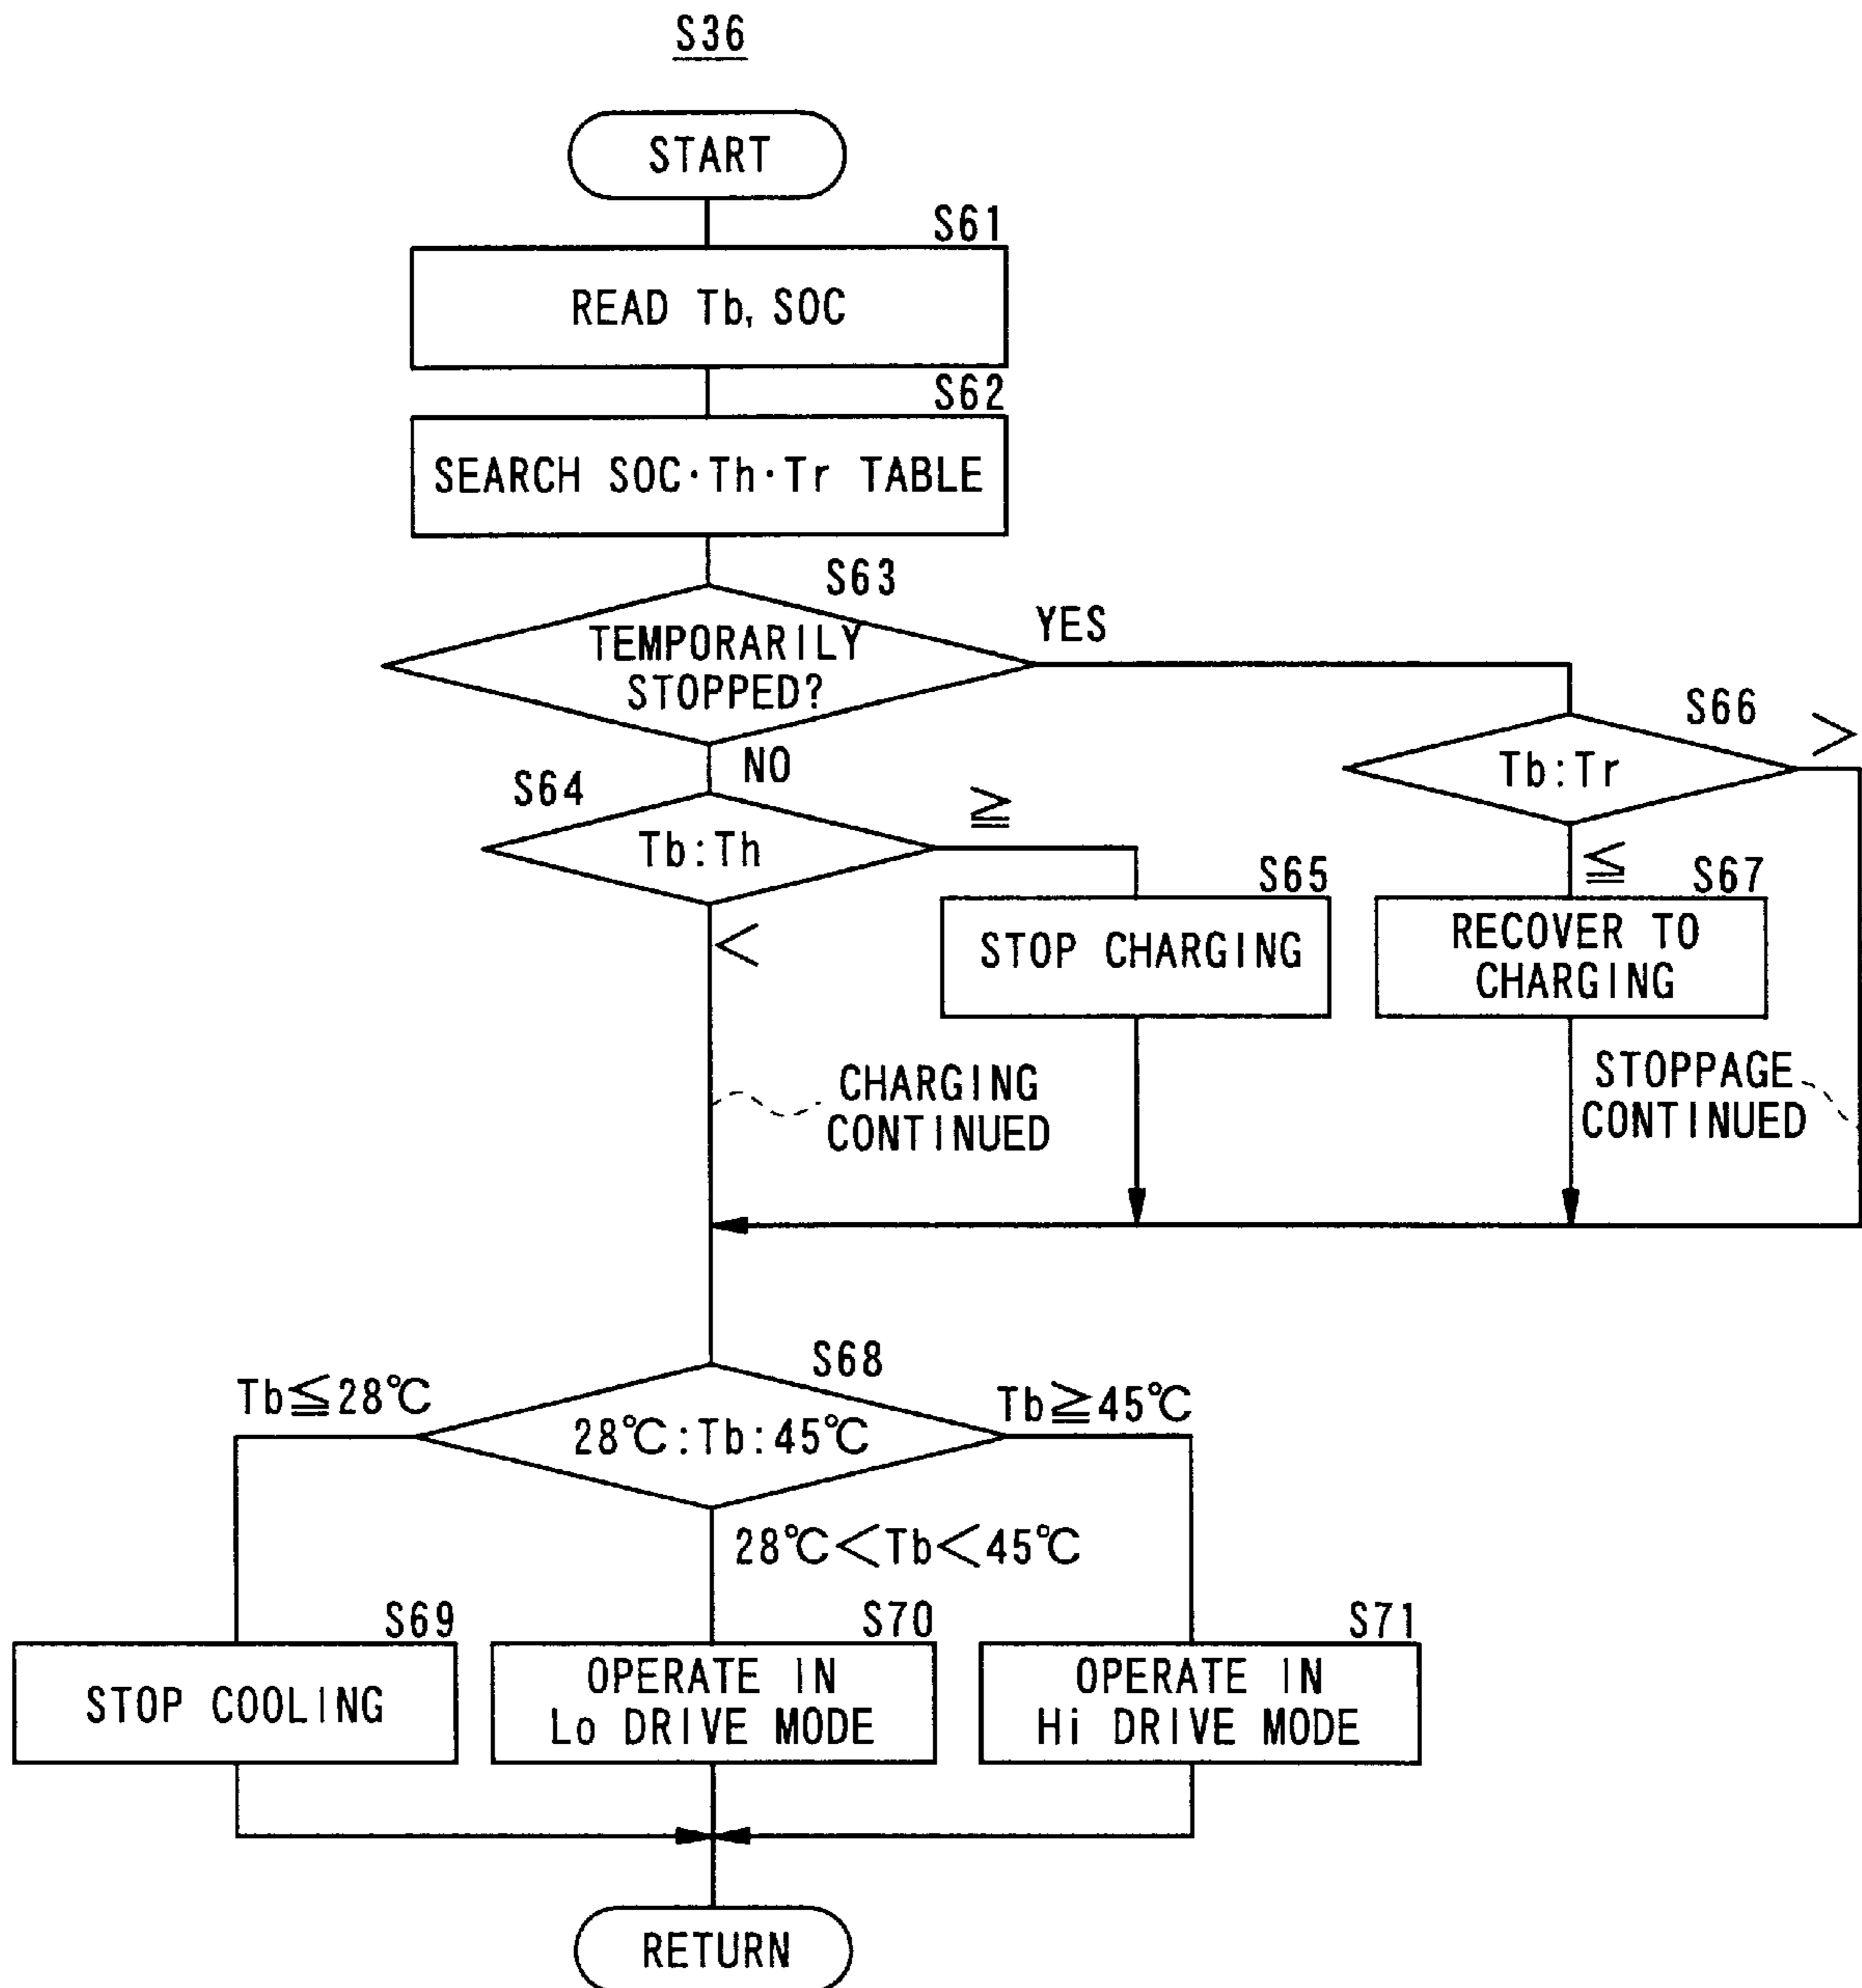 S36
START
S61
READ Tb, SOC
S62
SEARCH SOC·Th·Tr TABLE
S63
TEMPORARILY
STOPPED?
YES
NO
S66
Tb:Tr
>
≦
S64
Tb:Th
≧
<
S65
STOP CHARGING
S67
RECOVER TO
CHARGING
CHARGING
CONTINUED
STOPPAGE
CONTINUED
S68
28℃:Tb:45℃
Tb≦28℃
Tb≧45℃
28℃<Tb<45℃
S69
STOP COOLING
S70
OPERATE IN
Lo DRIVE MODE
S71
OPERATE IN
Hi DRIVE MODE
RETURN